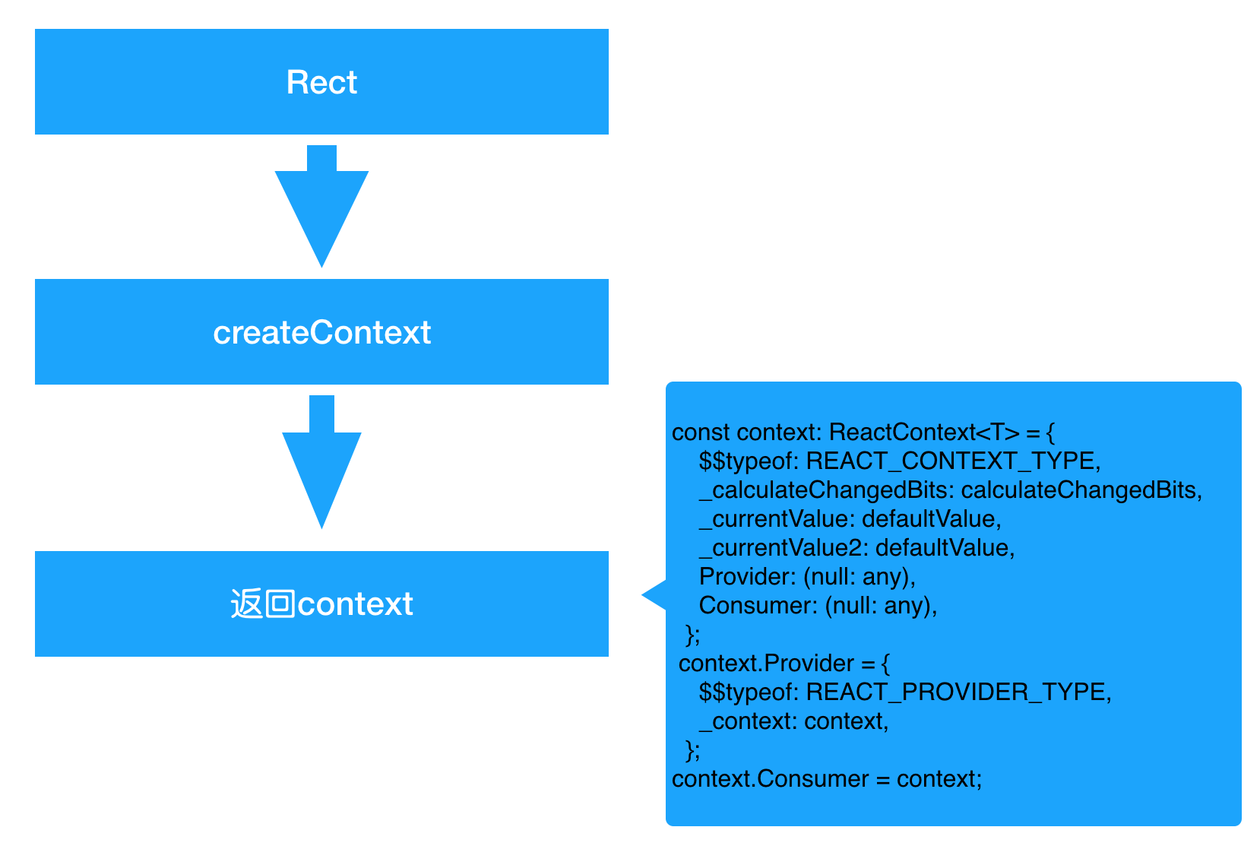 Rect
createContext
返回context
const context: ReactContext<T> = {
$$typeof: REACT_CONTEXT_TYPE,
_calculateChangedBits: calculateChangedBits,
_currentValue: defaultValue,
_currentValue2: defaultValue,
Provider: (null: any),
Consumer: (null: any),
};
context.Provider = {
$$typeof: REACT_PROVIDER_TYPE,
_context: context,
};
context.Consumer = context;